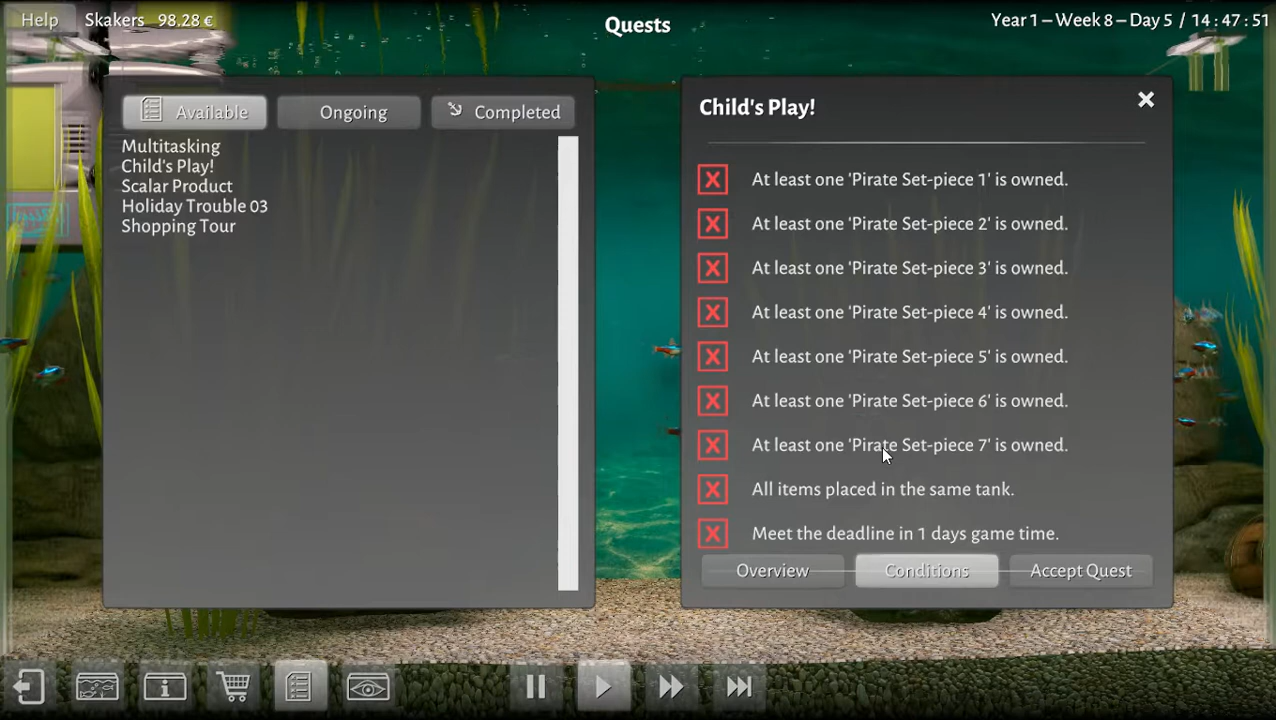 Help Skakers 98.28 €
Quests
Year 1 – Week 8 – Day 5 / 14:47:51
Available Ongoing Completed
Multitasking
Child's Play!
Scalar Product
Holiday Trouble 03
Shopping Tour
Child's Play!
At least one 'Pirate Set-piece 1' is owned.
At least one 'Pirate Set-piece 2' is owned.
At least one 'Pirate Set-piece 3' is owned.
At least one 'Pirate Set-piece 4' is owned.
At least one 'Pirate Set-piece 5' is owned.
At least one 'Pirate Set-piece 6' is owned.
At least one 'Pirate Set-piece 7' is owned.
All items placed in the same tank.
Meet the deadline in 1 days game time.
Overview Conditions Accept Quest